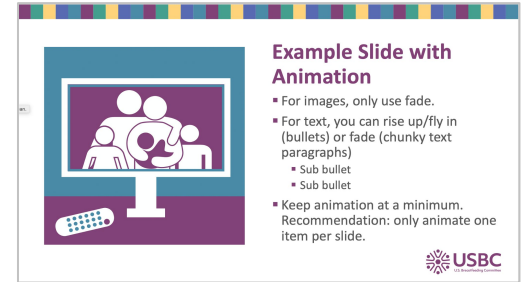 Example Slide with
Animation
▪ For images, only use fade.
▪ For text, you can rise up/fly in
(bullets) or fade (chunky text
paragraphs)
▪ Sub bullet
▪ Sub bullet
▪ Keep animation at a minimum.
Recommendation: only animate one
item per slide.
USBC
U.S. Breastfeeding Committee